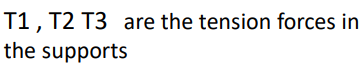 T1 , T2 T3 are the tension forces in
the supports